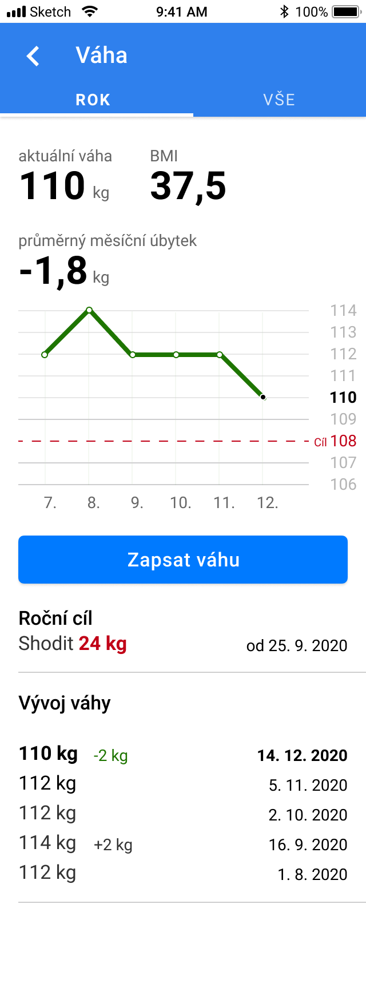 Sketch 9:41 AM 100%
Váha
ROK VŠE
aktuální váha BMI
110 kg 37,5
průměrný měsíční úbytek
-1,8 kg
114
113
112
111
110
109
Cíl 108
107
106
7. 8. 9. 10. 11. 12.
Zapsat váhu
Roční cíl
Shodit 24 kg od 25. 9. 2020
Vývoj váhy
110 kg -2 kg 14. 12. 2020
112 kg 5. 11. 2020
112 kg 2. 10. 2020
114 kg +2 kg 16. 9. 2020
112 kg 1. 8. 2020